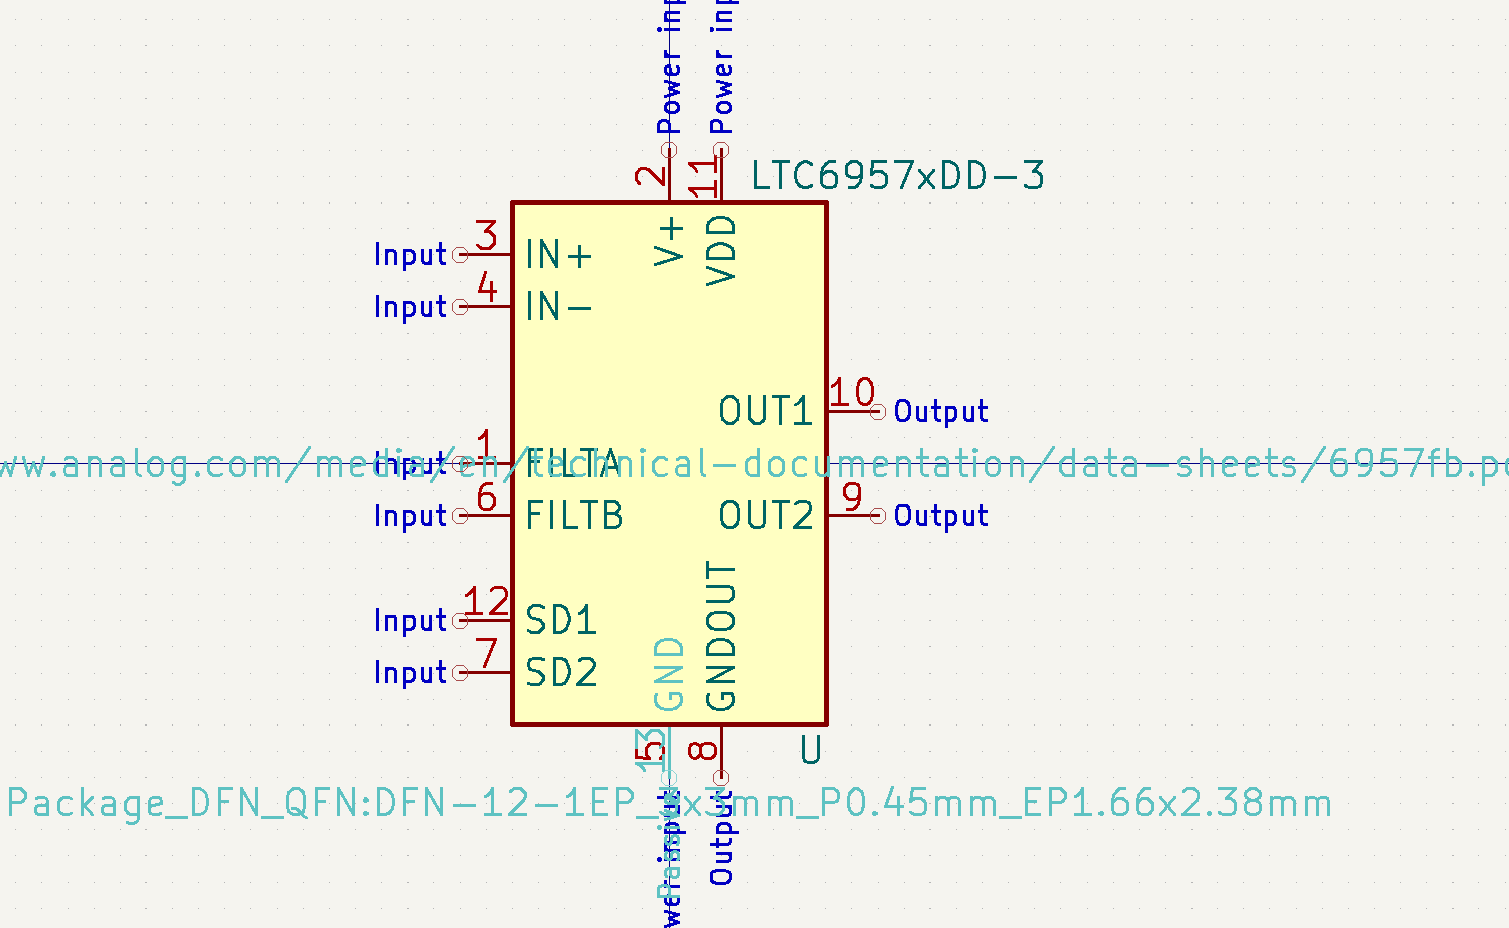 Power inp
Power inp
2
11
LTC6957xDD-3
V+
VDD
Input 3 IN+
Input 4 IN-
OUT1 10 Output
Input 1 FILTA
ww.analog.com/media/en/technical-documentation/data-sheets/6957fb.pd
Input 6 FILTB
OUT2 9 Output
Input 12 SD1
Input 7 SD2
GND
GNDOUT
5
13
8
U
Package_DFN_QFN:DFN-12-1EP_3x3mm_P0.45mm_EP1.66x2.38mm
Passive
wer input
Output